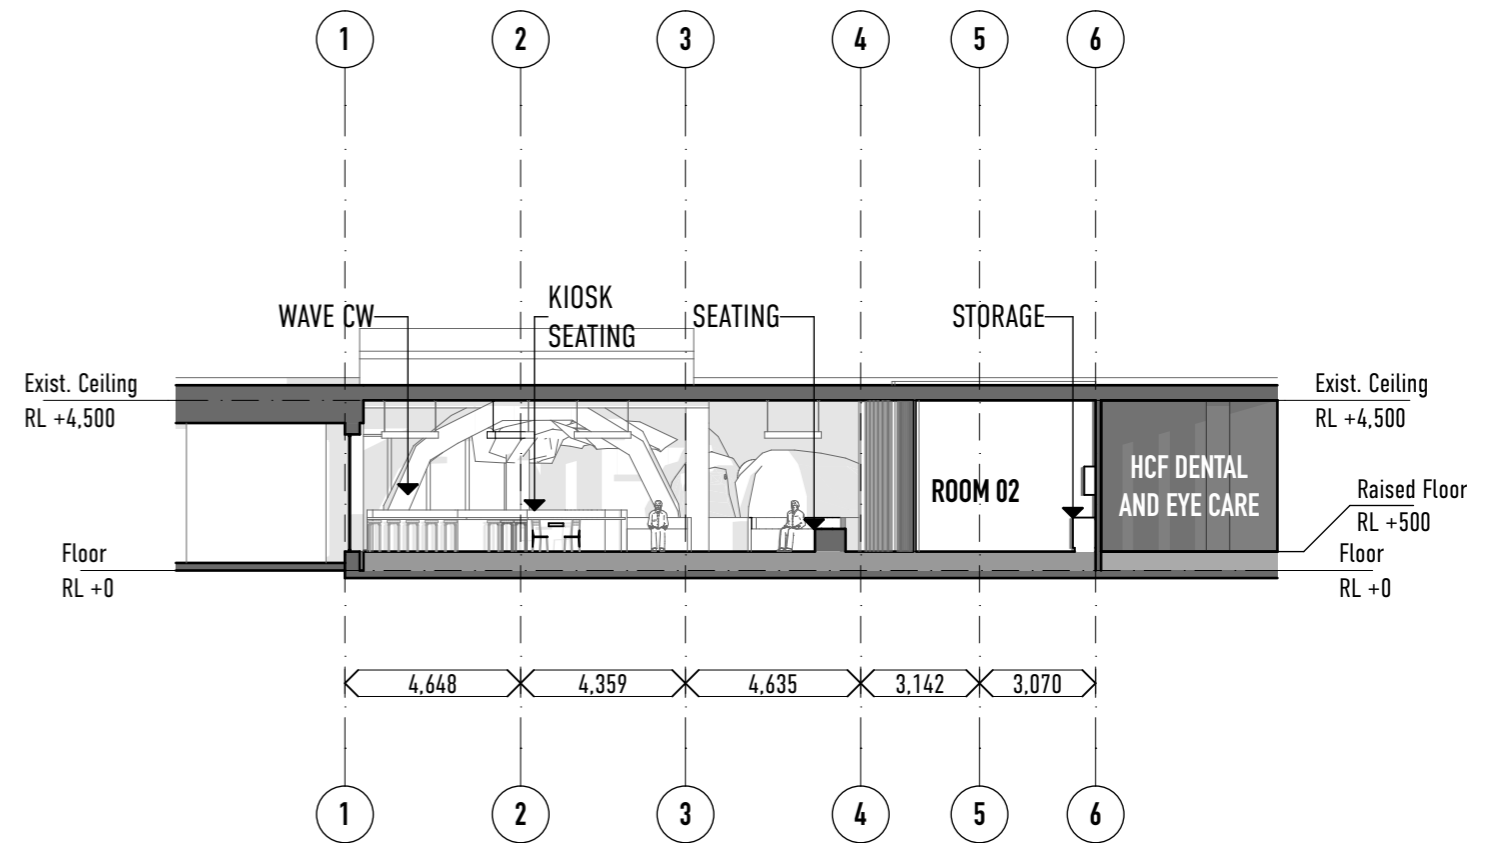 1 2 3 4 5 6
KIOSK
WAVE CW SEATING SEATING STORAGE
Exist. Ceiling Exist. Ceiling
RL +4,500 RL +4,500
HCF DENTAL
ROOM 02 AND EYE CARE
Raised Floor
RL +500
Floor Floor
RL +0 RL +0
4,648 4,359 4,635 3,142 3,070
1 2 3 4 5 6